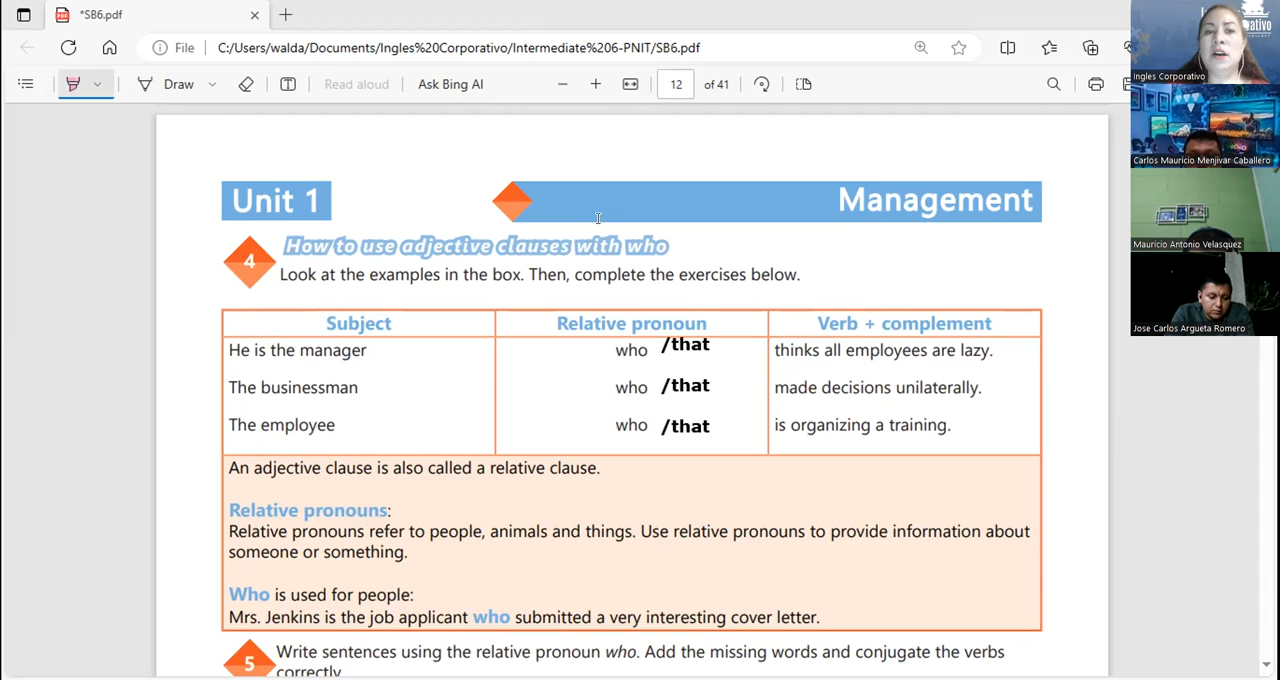 *SB6.pdf
File C:/Users/walda/Documents/Ingles%20Corporativo/Intermediate%206-PNIT/SB6.pdf
Draw Read aloud Ask Bing AI 12 of 41
Ingles Corporativo
Carlos Mauricio Menjivar Caballero
Mauricio Antonio Velasquez
Jose Carlos Argueta Romero
Unit 1 Management
4 How to use adjective clauses with who
Look at the examples in the box. Then, complete the exercises below.
Subject Relative pronoun Verb + complement
He is the manager who /that thinks all employees are lazy.
The businessman who /that made decisions unilaterally.
The employee who /that is organizing a training.
An adjective clause is also called a relative clause.
Relative pronouns:
Relative pronouns refer to people, animals and things. Use relative pronouns to provide information about
someone or something.
Who is used for people:
Mrs. Jenkins is the job applicant who submitted a very interesting cover letter.
5 Write sentences using the relative pronoun who. Add the missing words and conjugate the verbs
correctly